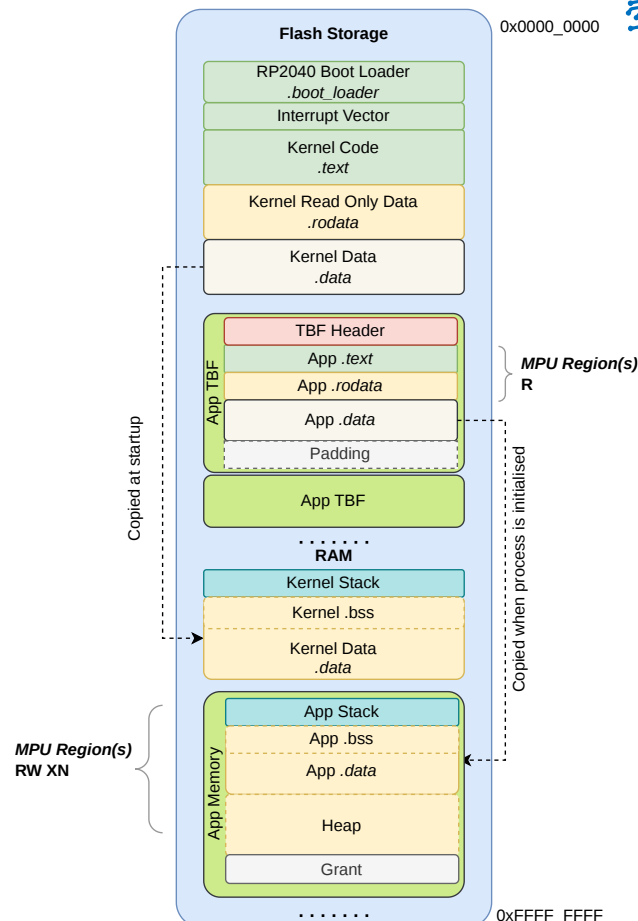 Flash Storage
0x0000_0000
RP2040 Boot Loader
.boot_loader
Interrupt Vector
Kernel Code
.text
Kernel Read Only Data
.rodata
Kernel Data
.data
App TBF
TBF Header
App .text
App .rodata
App .data
Padding
MPU Region(s)
R
App TBF
Copied at startup
Copied when process is initialised
. . . . . . .
RAM
Kernel Stack
Kernel .bss
Kernel Data
.data
App Memory
App Stack
App .bss
App .data
Heap
Grant
MPU Region(s)
RW XN
. . . . . . .
0xFFFF_FFFF